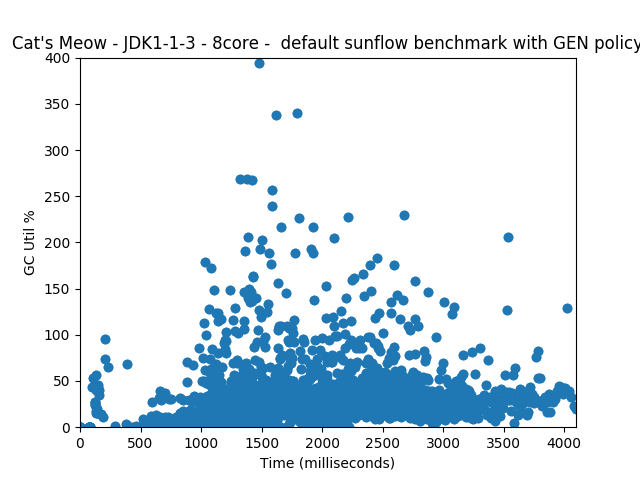 Cat's Meow - JDK1-1-3 - 8core -  default sunflow benchmark with GEN policy
400
350
300
250
200
150
100
50
0
GC Util %
0 500 1000 1500 2000 2500 3000 3500 4000
Time (milliseconds)